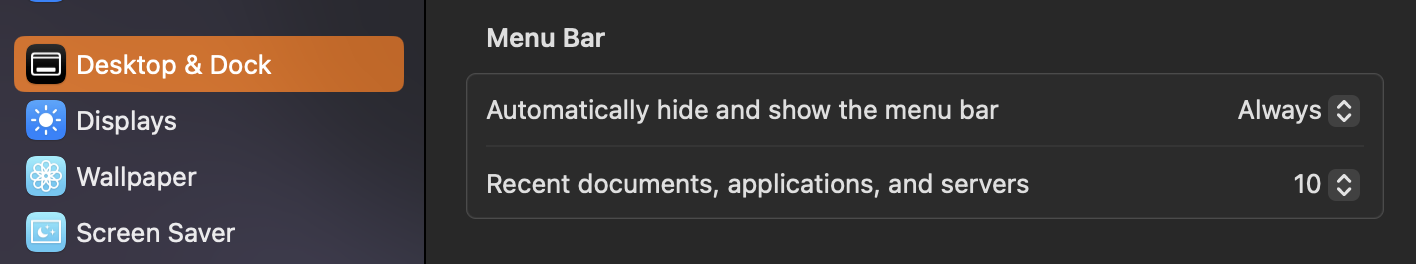 Desktop & Dock
Displays
Wallpaper
Screen Saver
Menu Bar
Automatically hide and show the menu bar Always
Recent documents, applications, and servers 10